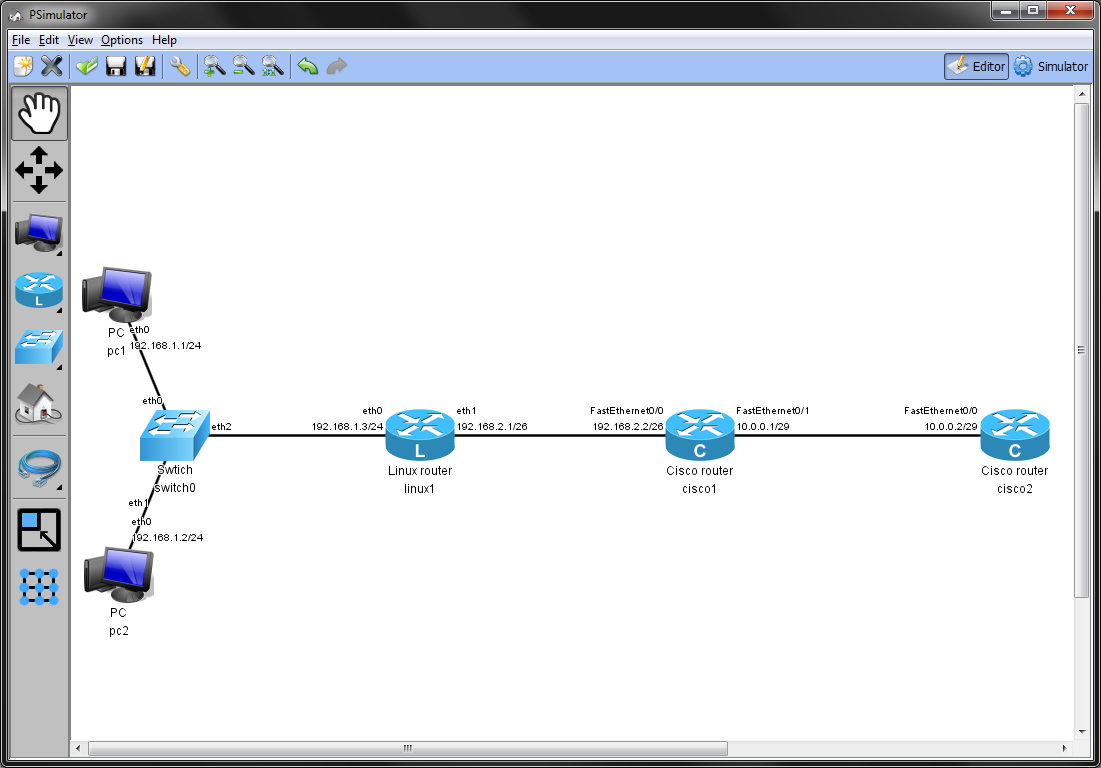 PSimulator
File Edit View Options Help
Editor Simulator
PC
pc1
eth0
192.168.1.1/24
eth0
eth2
Swtich
switch0
eth1
eth0
192.168.1.2/24
PC
pc2
eth0
192.168.1.3/24
L
Linux router
linux1
eth1
192.168.2.1/26
FastEthernet0/0
192.168.2.2/26
C
Cisco router
cisco1
FastEthernet0/1
10.0.0.1/29
FastEthernet0/0
10.0.0.2/29
C
Cisco router
cisco2
L